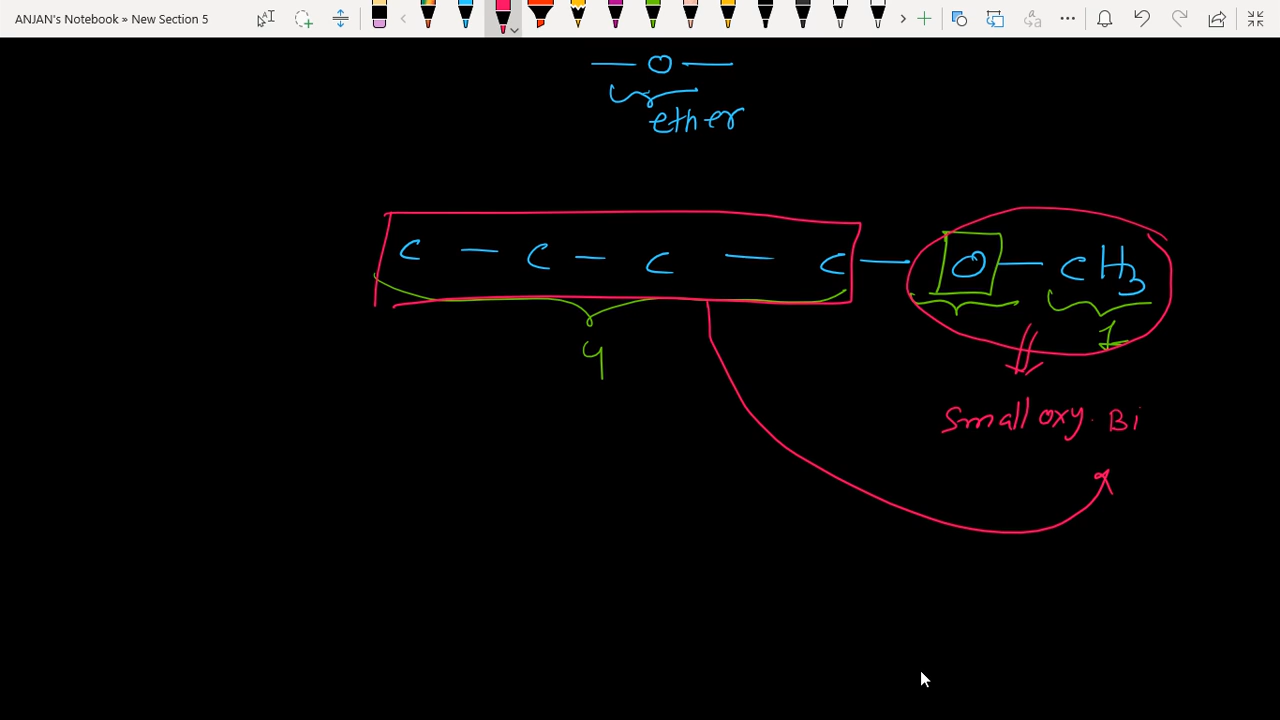 ANJAN's Notebook » New Section 5
— O —
ether
C — C — C — C — O — CH3
4
1
Small oxy. Bi